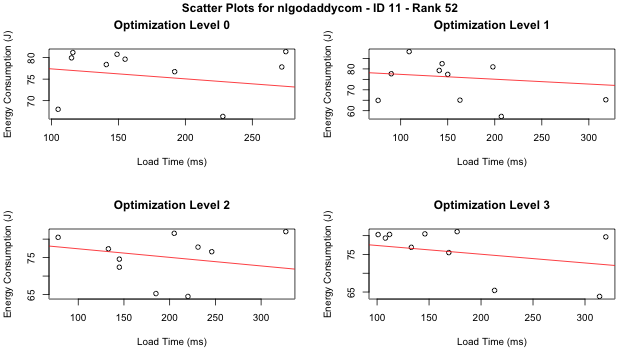 Scatter Plots for nlgodaddycom - ID 11 - Rank 52
Optimization Level 0
Energy Consumption (J)
70 75 80
100 150 200 250
Load Time (ms)
Optimization Level 1
Energy Consumption (J)
60 70 80
100 150 200 250 300
Load Time (ms)
Optimization Level 2
Energy Consumption (J)
65 75
100 150 200 250 300
Load Time (ms)
Optimization Level 3
Energy Consumption (J)
65 75
100 150 200 250 300
Load Time (ms)